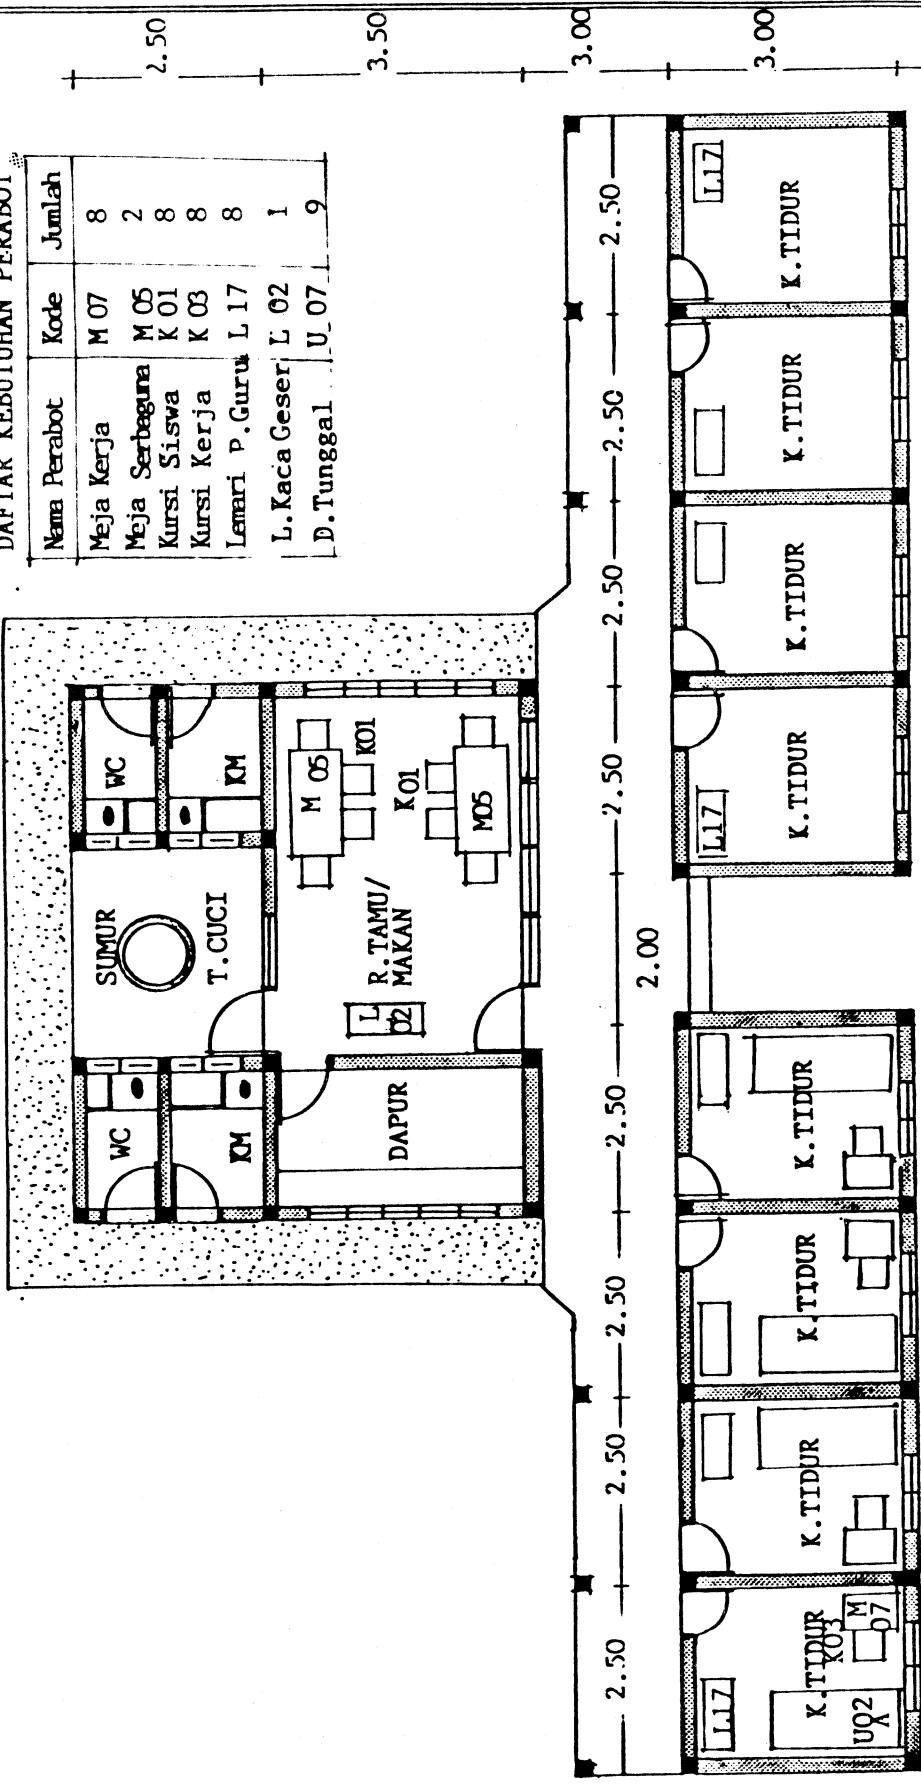 DAFTAR KEBUTUHAN PERABOT
Nama Perabot Kode Jumlah
Meja Kerja M 07 8
Meja Serbaguna M 05 2
Kursi Siswa K 01 8
Kursi Kerja K 03 8
Lemari P.Guru L 17 8
L.Kaca Geser L 02 1
D.Tunggal U 07 9
2.50
3.50
3.00
3.00
WC
SUMUR
WC
KM
T.CUCI
KM
DAPUR
R.TAMU/
MAKAN
L
02
M 05
K01
K01
M05
2.50
2.50
2.50
2.50
2.00
2.50
2.50
2.50
2.50
L17
K.TIDUR
K03
M
07
U02
K.TIDUR
K.TIDUR
K.TIDUR
L17
K.TIDUR
K.TIDUR
K.TIDUR
L17
K.TIDUR